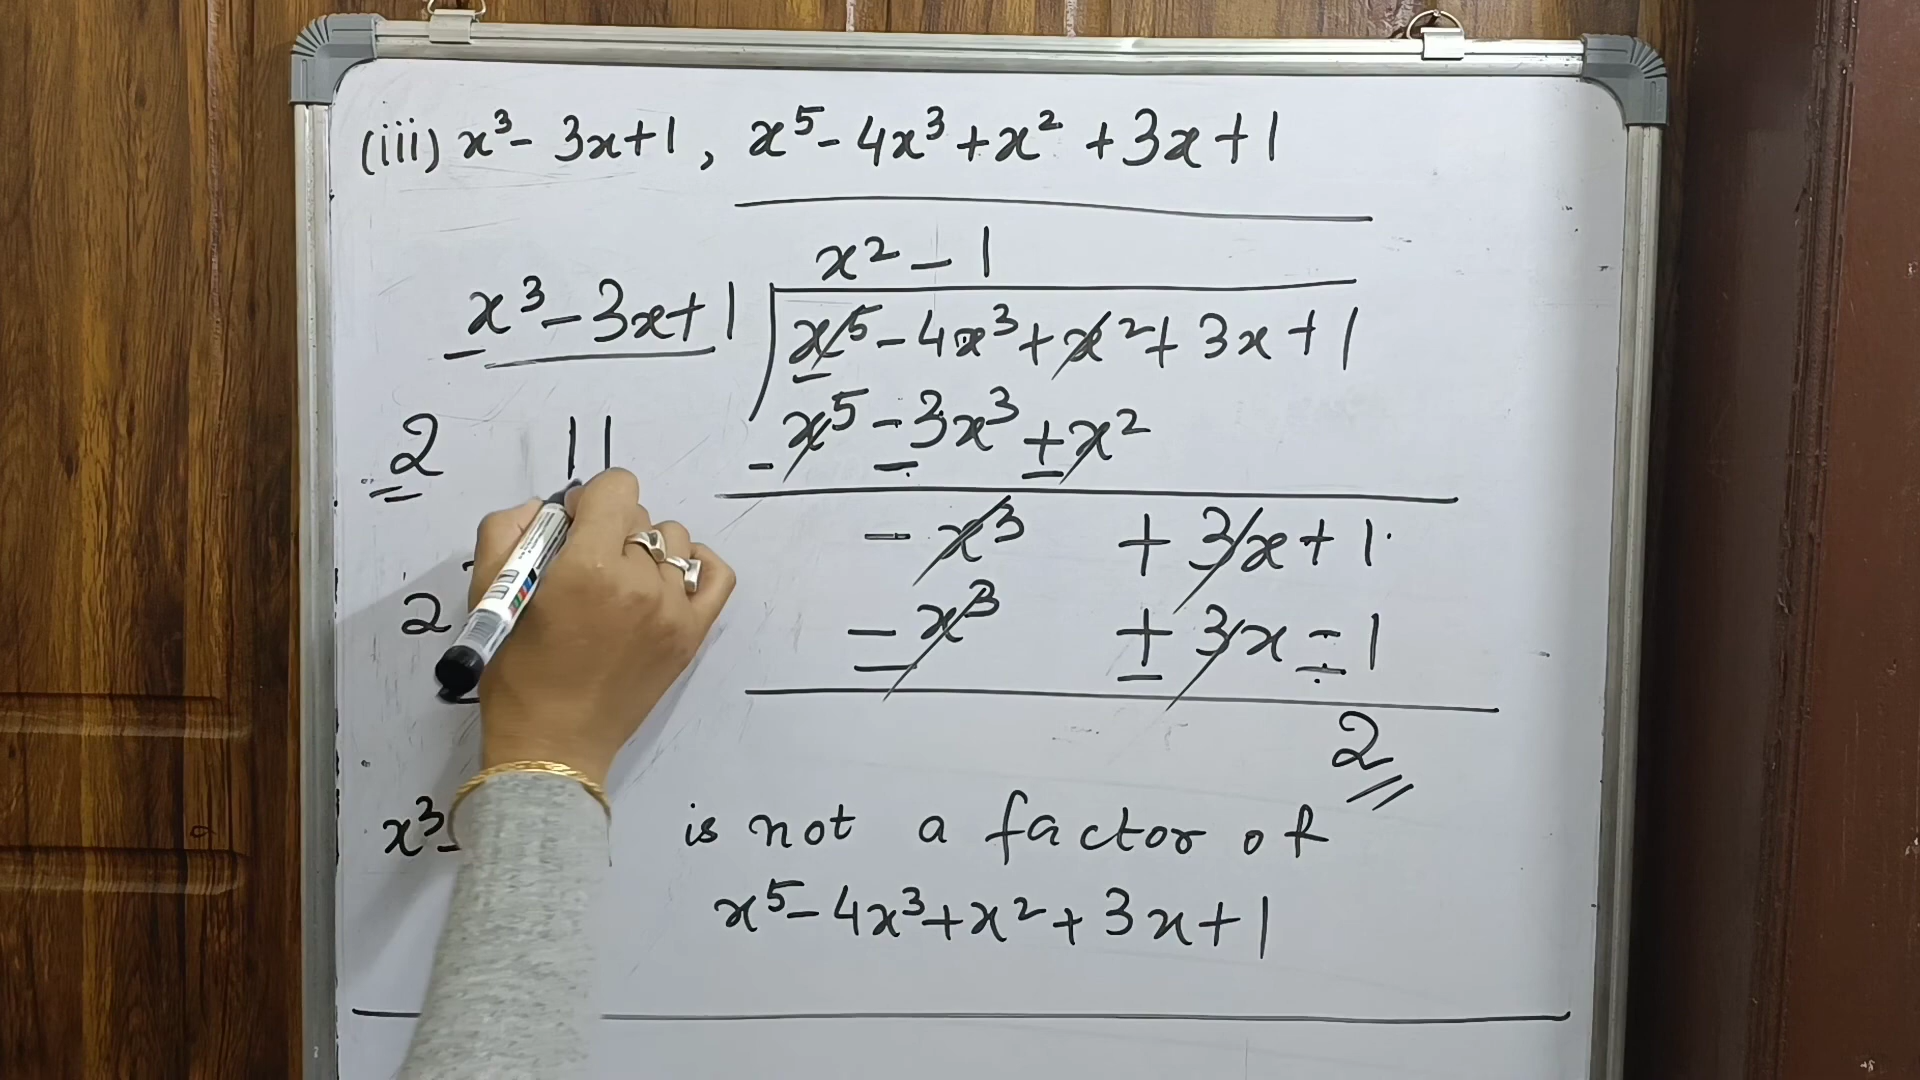 (iii) x³ - 3x + 1, x⁵ - 4x³ + x² + 3x + 1
x² - 1
x³ - 3x + 1 x⁵ - 4x³ + x² + 3x + 1
x⁵ - 3x³ + x²
2 11
- x³ + 3x + 1
2
- x³ + 3x - 1
2
x³ - is not a factor of
x⁵ - 4x³ + x² + 3x + 1